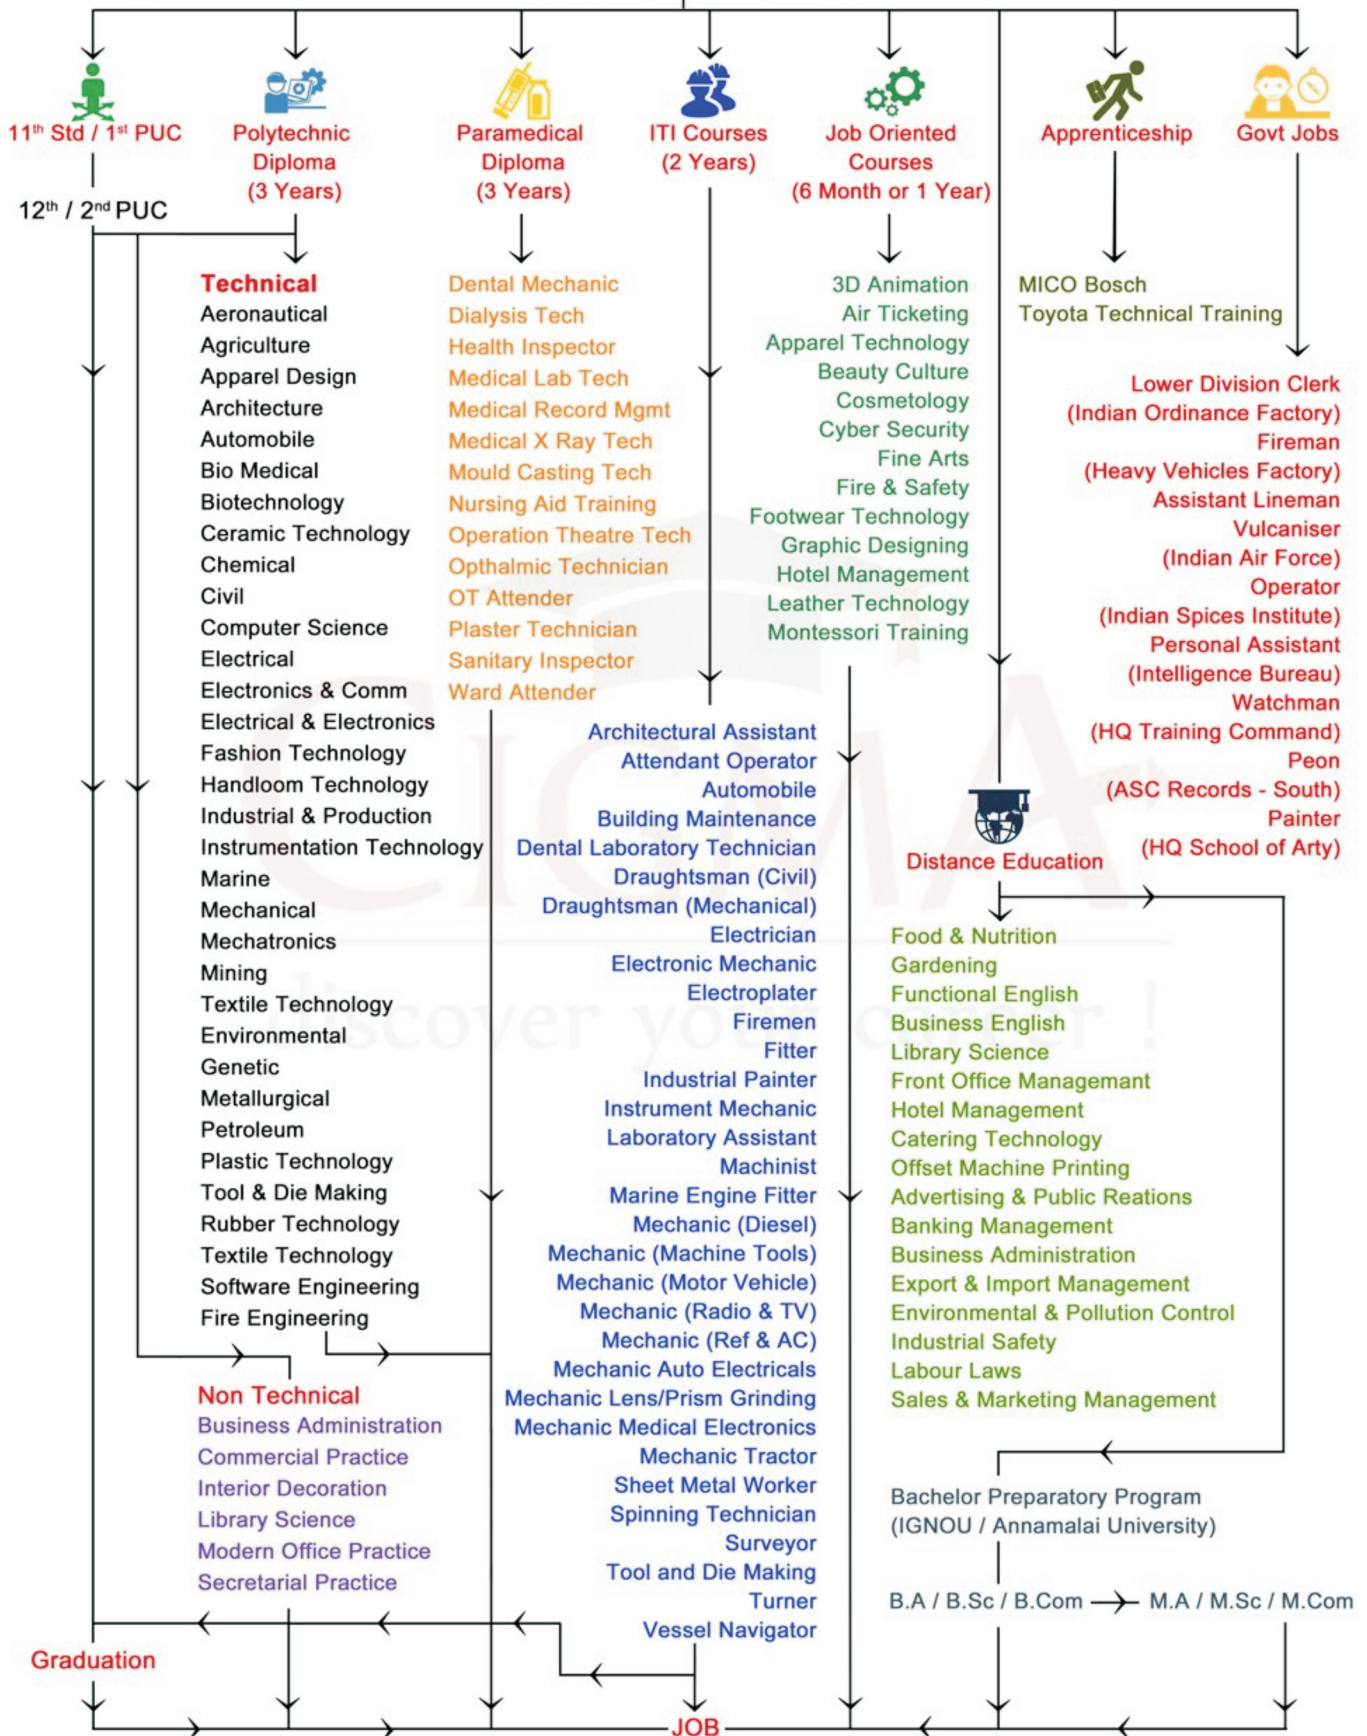 11th Std / 1st PUC
12th / 2nd PUC
Polytechnic
Diploma
(3 Years)
Technical
Aeronautical
Agriculture
Apparel Design
Architecture
Automobile
Bio Medical
Biotechnology
Ceramic Technology
Chemical
Civil
Computer Science
Electrical
Electronics & Comm
Electrical & Electronics
Fashion Technology
Handloom Technology
Industrial & Production
Instrumentation Technology
Marine
Mechanical
Mechatronics
Mining
Textile Technology
Environmental
Genetic
Metallurgical
Petroleum
Plastic Technology
Tool & Die Making
Rubber Technology
Textile Technology
Software Engineering
Fire Engineering
Non Technical
Business Administration
Commercial Practice
Interior Decoration
Library Science
Modern Office Practice
Secretarial Practice
Paramedical
Diploma
(3 Years)
Dental Mechanic
Dialysis Tech
Health Inspector
Medical Lab Tech
Medical Record Mgmt
Medical X Ray Tech
Mould Casting Tech
Nursing Aid Training
Operation Theatre Tech
Opthalmic Technician
OT Attender
Plaster Technician
Sanitary Inspector
Ward Attender
ITI Courses
(2 Years)
Architectural Assistant
Attendant Operator
Automobile
Building Maintenance
Dental Laboratory Technician
Draughtsman (Civil)
Draughtsman (Mechanical)
Electrician
Electronic Mechanic
Electroplater
Firemen
Fitter
Industrial Painter
Instrument Mechanic
Laboratory Assistant
Machinist
Marine Engine Fitter
Mechanic (Diesel)
Mechanic (Machine Tools)
Mechanic (Motor Vehicle)
Mechanic (Radio & TV)
Mechanic (Ref & AC)
Mechanic Auto Electricals
Mechanic Lens/Prism Grinding
Mechanic Medical Electronics
Mechanic Tractor
Sheet Metal Worker
Spinning Technician
Surveyor
Tool and Die Making
Turner
Vessel Navigator
Job Oriented
Courses
(6 Month or 1 Year)
3D Animation
Air Ticketing
Apparel Technology
Beauty Culture
Cosmetology
Cyber Security
Fine Arts
Fire & Safety
Footwear Technology
Graphic Designing
Hotel Management
Leather Technology
Montessori Training
Distance Education
Food & Nutrition
Gardening
Functional English
Business English
Library Science
Front Office Managemant
Hotel Management
Catering Technology
Offset Machine Printing
Advertising & Public Reations
Banking Management
Business Administration
Export & Import Management
Environmental & Pollution Control
Industrial Safety
Labour Laws
Sales & Marketing Management
Bachelor Preparatory Program
(IGNOU / Annamalai University)
B.A / B.Sc / B.Com
M.A / M.Sc / M.Com
Apprenticeship
MICO Bosch
Toyota Technical Training
Govt Jobs
Lower Division Clerk
(Indian Ordinance Factory)
Fireman
(Heavy Vehicles Factory)
Assistant Lineman
Vulcaniser
(Indian Air Force)
Operator
(Indian Spices Institute)
Personal Assistant
(Intelligence Bureau)
Watchman
(HQ Training Command)
Peon
(ASC Records - South)
Painter
(HQ School of Arty)
Graduation
JOB
CIGMA
discover your career !